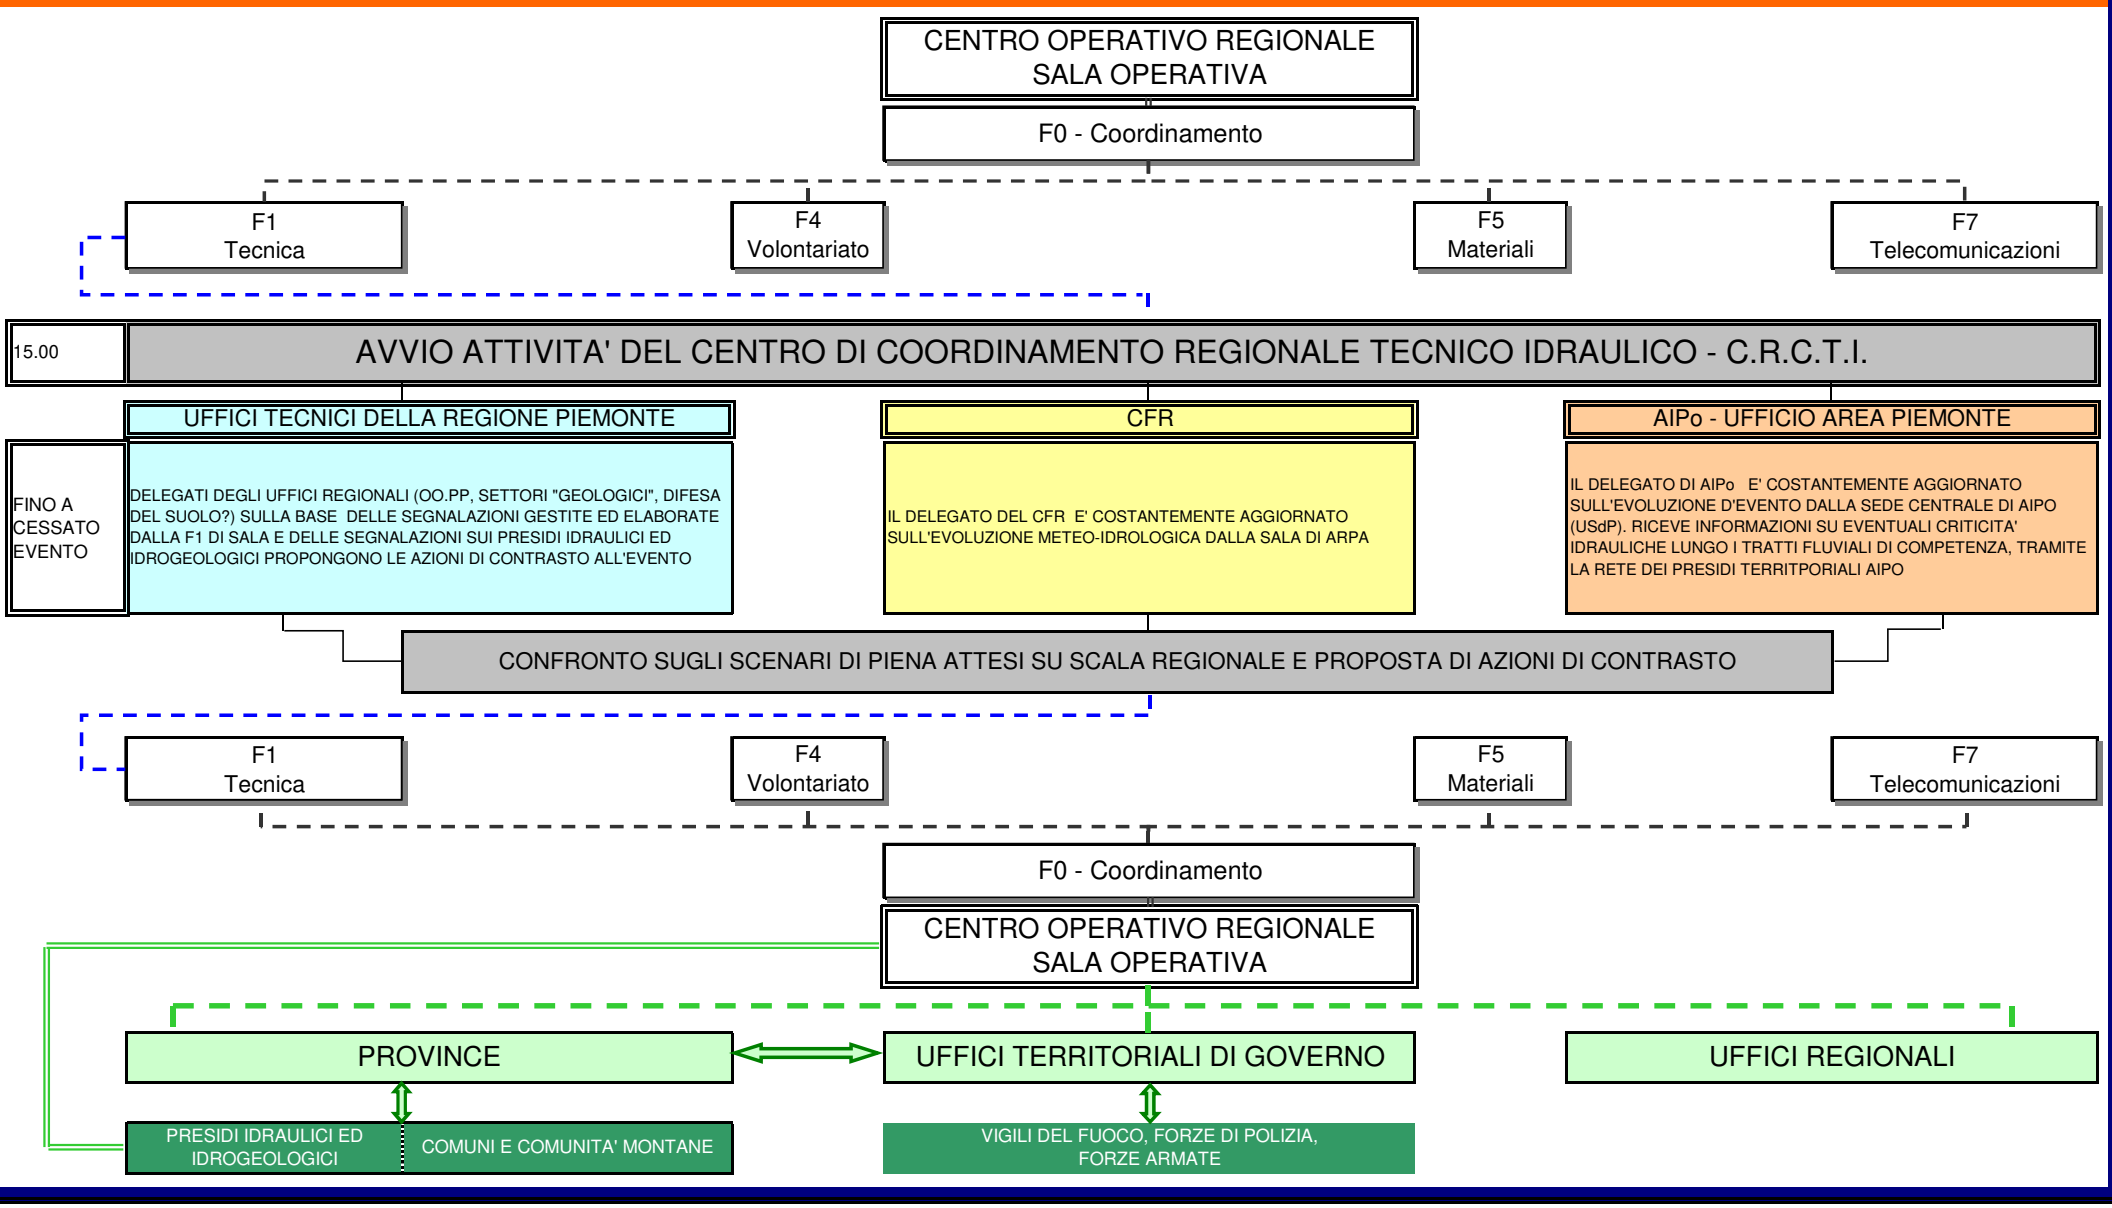 CENTRO OPERATIVO REGIONALE
SALA OPERATIVA
F0 - Coordinamento
F1
Tecnica
F4
Volontariato
F5
Materiali
F7
Telecomunicazioni
15.00
AVVIO ATTIVITA' DEL CENTRO DI COORDINAMENTO REGIONALE TECNICO IDRAULICO - C.R.C.T.I.
UFFICI TECNICI DELLA REGIONE PIEMONTE
CFR
AIPo - UFFICIO AREA PIEMONTE
FINO A
CESSATO
EVENTO
DELEGATI DEGLI UFFICI REGIONALI (OO.PP, SETTORI "GEOLOGICI", DIFESA
DEL SUOLO?) SULLA BASE DELLE SEGNALAZIONI GESTITE ED ELABORATE
DALLA F1 DI SALA E DELLE SEGNALAZIONI SUI PRESIDI IDRAULICI ED
IDROGEOLOGICI PROPONGONO LE AZIONI DI CONTRASTO ALL'EVENTO
IL DELEGATO DEL CFR E' COSTANTEMENTE AGGIORNATO
SULL'EVOLUZIONE METEO-IDROLOGICA DALLA SALA DI ARPA
IL DELEGATO DI AIPo E' COSTANTEMENTE AGGIORNATO
SULL'EVOLUZIONE D'EVENTO DALLA SEDE CENTRALE DI AIPO
(USdP). RICEVE INFORMAZIONI SU EVENTUALI CRITICITA'
IDRAULICHE LUNGO I TRATTI FLUVIALI DI COMPETENZA, TRAMITE
LA RETE DEI PRESIDI TERRITPORIALI AIPO
CONFRONTO SUGLI SCENARI DI PIENA ATTESI SU SCALA REGIONALE E PROPOSTA DI AZIONI DI CONTRASTO
F1
Tecnica
F4
Volontariato
F5
Materiali
F7
Telecomunicazioni
F0 - Coordinamento
CENTRO OPERATIVO REGIONALE
SALA OPERATIVA
PROVINCE
UFFICI TERRITORIALI DI GOVERNO
UFFICI REGIONALI
PRESIDI IDRAULICI ED
IDROGEOLOGICI
COMUNI E COMUNITA' MONTANE
VIGILI DEL FUOCO, FORZE DI POLIZIA,
FORZE ARMATE